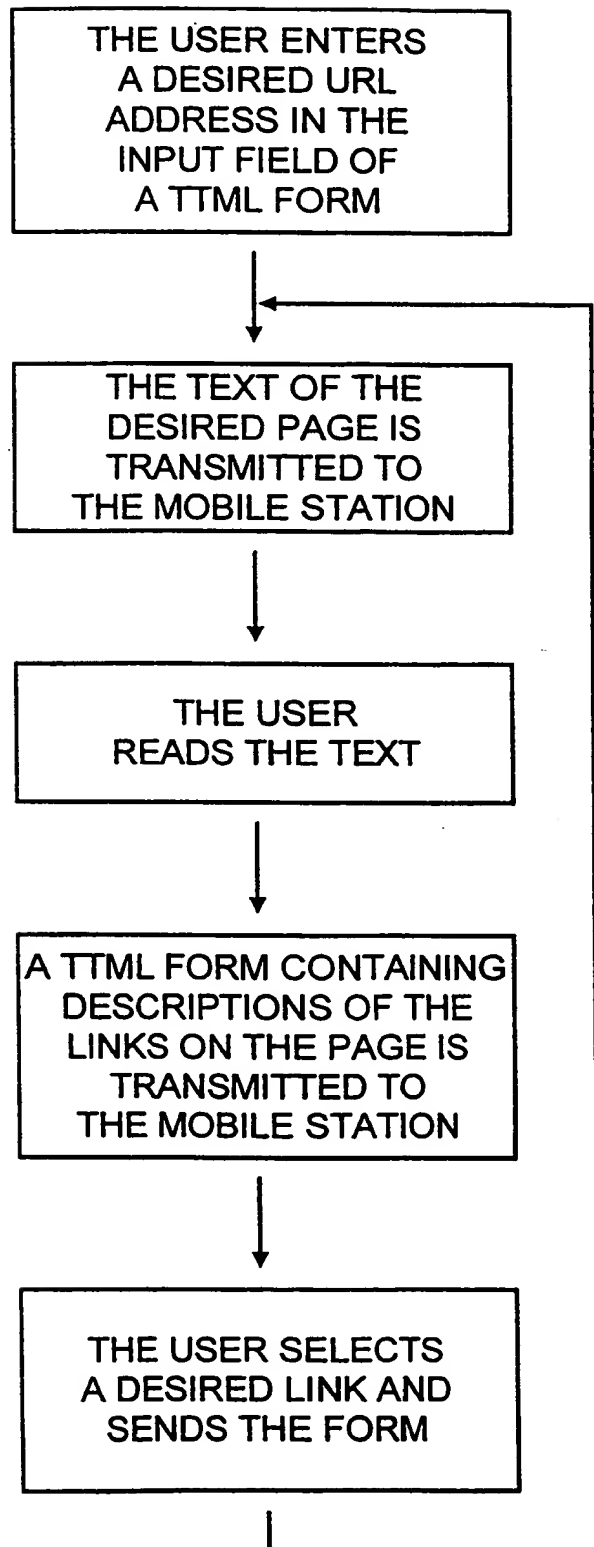 THE USER ENTERS
A DESIRED URL
ADDRESS IN THE
INPUT FIELD OF
A TTML FORM
THE TEXT OF THE
DESIRED PAGE IS
TRANSMITTED TO
THE MOBILE STATION
THE USER
READS THE TEXT
A TTML FORM CONTAINING
DESCRIPTIONS OF THE
LINKS ON THE PAGE IS
TRANSMITTED TO
THE MOBILE STATION
THE USER SELECTS
A DESIRED LINK AND
SENDS THE FORM